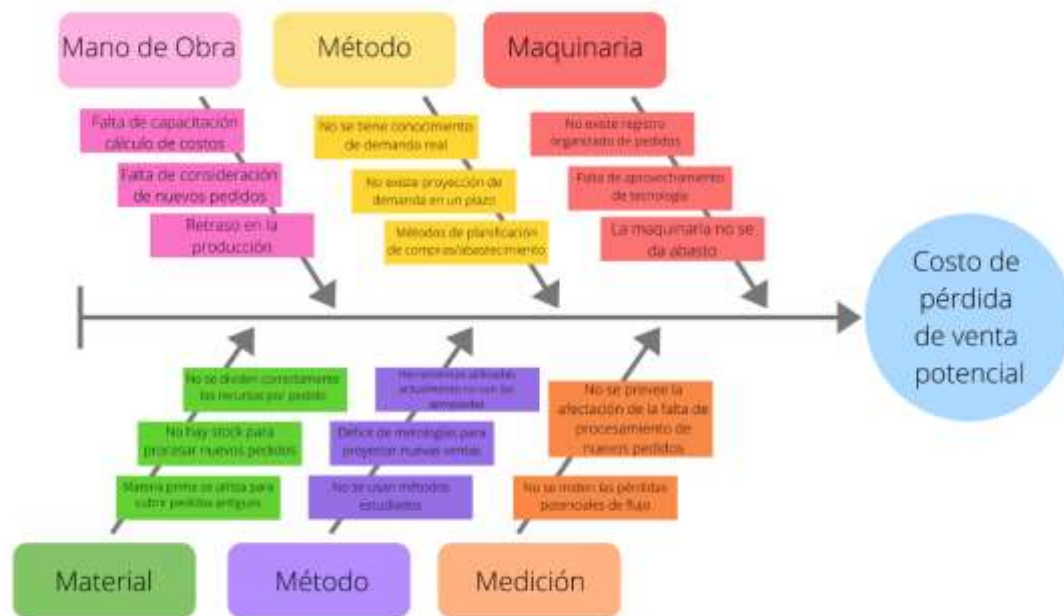 Mano de Obra
Método
Maquinaria
Falta de capacitación
cálculo de costos
Falta de consideración
de nuevos pedidos
Retraso en la
producción
No se tiene conocimiento
de demanda real
No existe proyección de
demanda en un plazo
Métodos de planificación
de compras/abastecimiento
No existe registro
organizado de pedidos
Falta de aprovechamiento
de tecnología
La maquinaria no se
da abasto
Costo de
pérdida
de venta
potencial
No se dividen correctamente
los recursos por pedido
No hay stock para
procesar nuevos pedidos
Materia prima se utiliza para
cubrir pedidos antiguos
Herramientas utilizadas
actualmente no son las
apropiadas
Déficit de metrologías para
proyectar nuevas ventas
No se usan métodos
estudiados
No se prevee la
afectación de la falta de
procesamiento de
nuevos pedidos
No se miden las pérdidas
potenciales de flujo
Material
Método
Medición